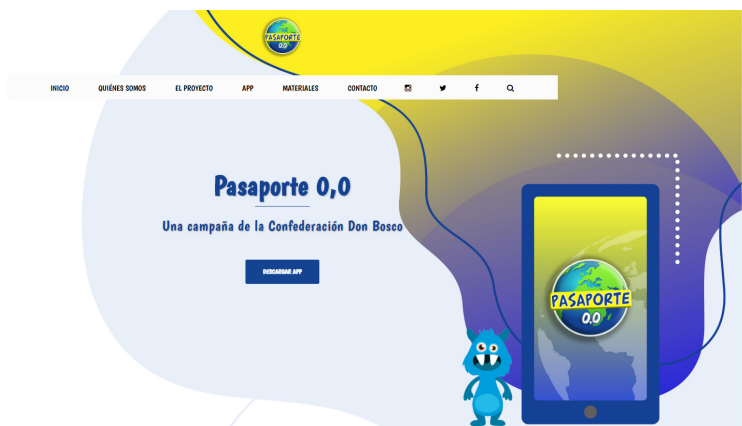 PASAPORTE
0,0
INICIO QUIÉNES SOMOS EL PROYECTO APP MATERIALES CONTACTO
Pasaporte 0,0
Una campaña de la Confederación Don Bosco
DESCARGAR APP
PASAPORTE
0,0